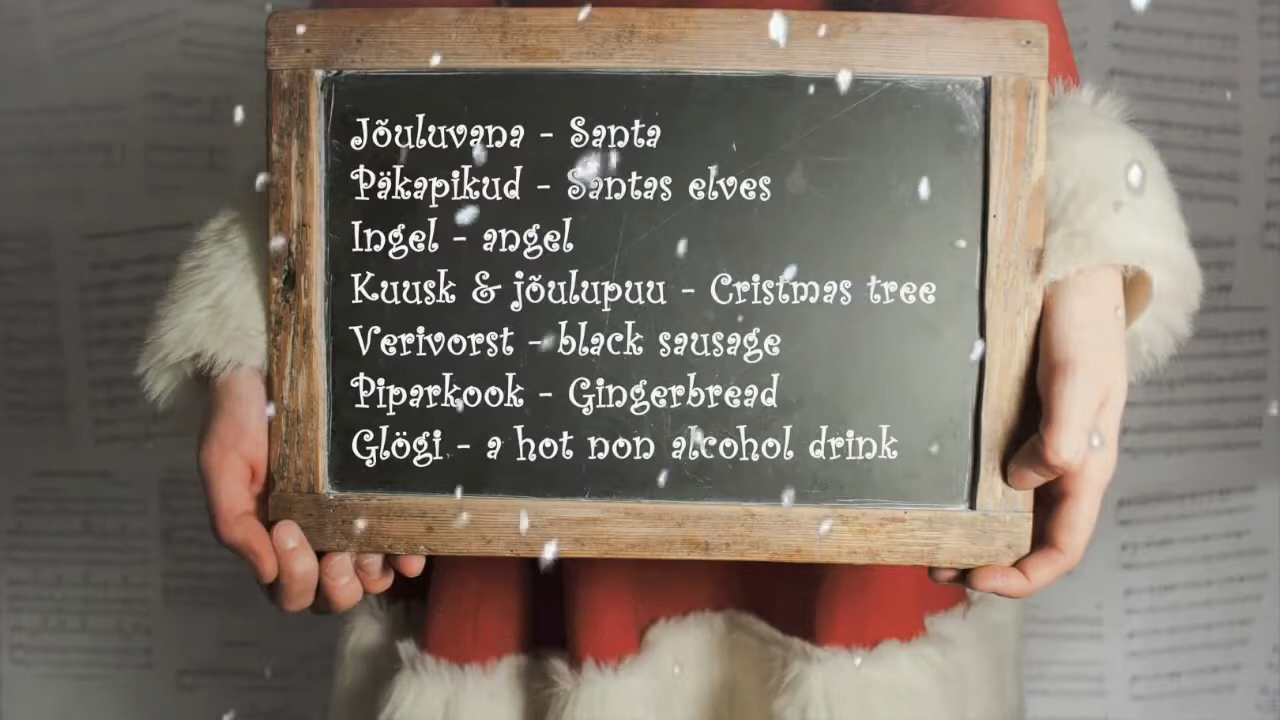 Jõuluvana - Santa
Päkapikud - Santas elves
Ingel - angel
Kuusk & jõulupuu - Cristmas tree
Verivorst - black sausage
Piparkook - Gingerbread
Glögi - a hot non alcohol drink